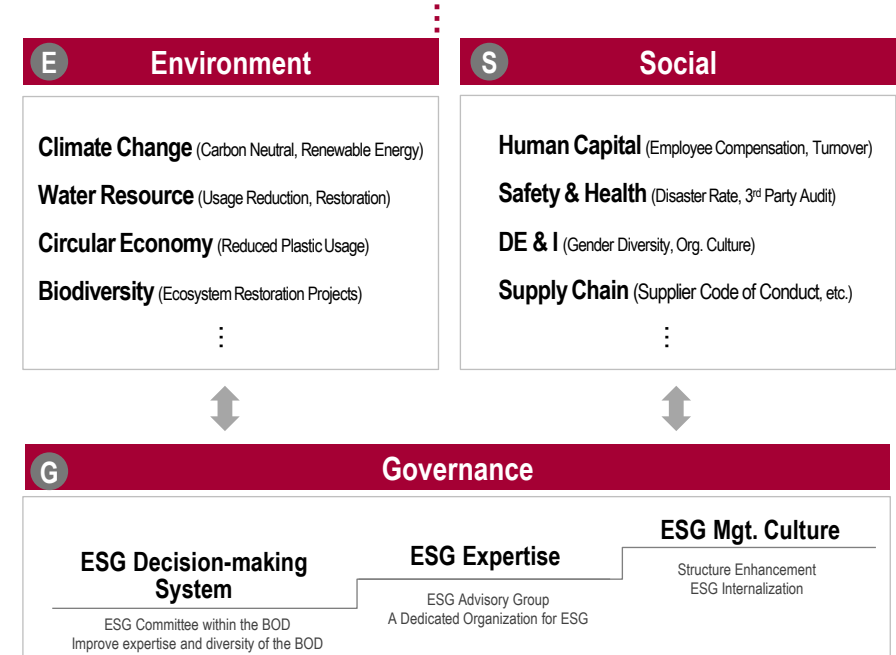 E Environment
Climate Change (Carbon Neutral, Renewable Energy)
Water Resource (Usage Reduction, Restoration)
Circular Economy (Reduced Plastic Usage)
Biodiversity (Ecosystem Restoration Projects)
⋮
S Social
Human Capital (Employee Compensation, Turnover)
Safety & Health (Disaster Rate, 3rd Party Audit)
DE & I (Gender Diversity, Org. Culture)
Supply Chain (Supplier Code of Conduct, etc.)
⋮
G Governance
ESG Decision-making
System
ESG Committee within the BOD
Improve expertise and diversity of the BOD
ESG Expertise
ESG Advisory Group
A Dedicated Organization for ESG
ESG Mgt. Culture
Structure Enhancement
ESG Internalization